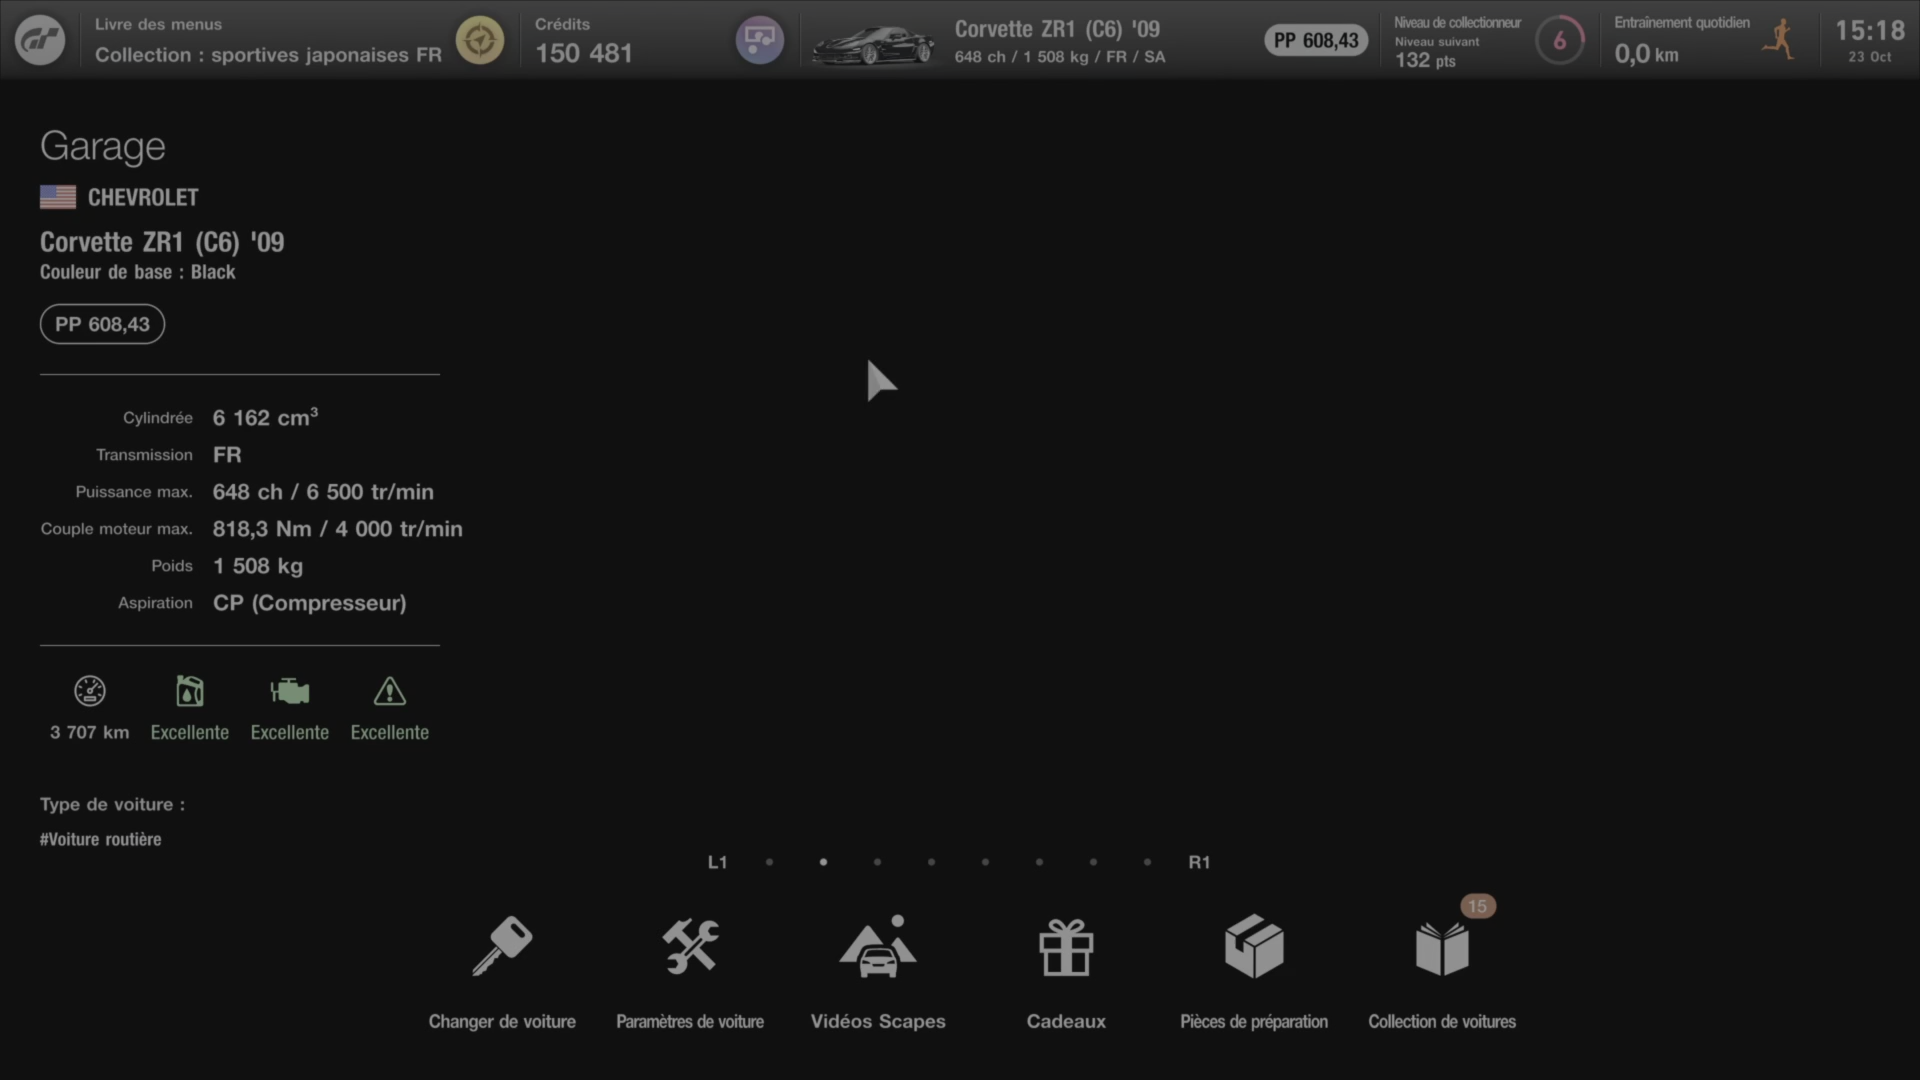 Livre des menus
Collection : sportives japonaises FR
Crédits
150 481
Corvette ZR1 (C6) '09
648 ch / 1 508 kg / FR / SA
PP 608,43
Niveau de collectionneur
Niveau suivant
132 pts
6
Entraînement quotidien
0,0 km
15:18
23 Oct
Garage
CHEVROLET
Corvette ZR1 (C6) '09
Couleur de base : Black
PP 608,43
Cylindrée 6 162 cm³
Transmission FR
Puissance max. 648 ch / 6 500 tr/min
Couple moteur max. 818,3 Nm / 4 000 tr/min
Poids 1 508 kg
Aspiration CP (Compresseur)
3 707 km Excellente Excellente Excellente
Type de voiture :
#Voiture routière
L1 R1
15
Changer de voiture Paramètres de voiture Vidéos Scapes Cadeaux Pièces de préparation Collection de voitures